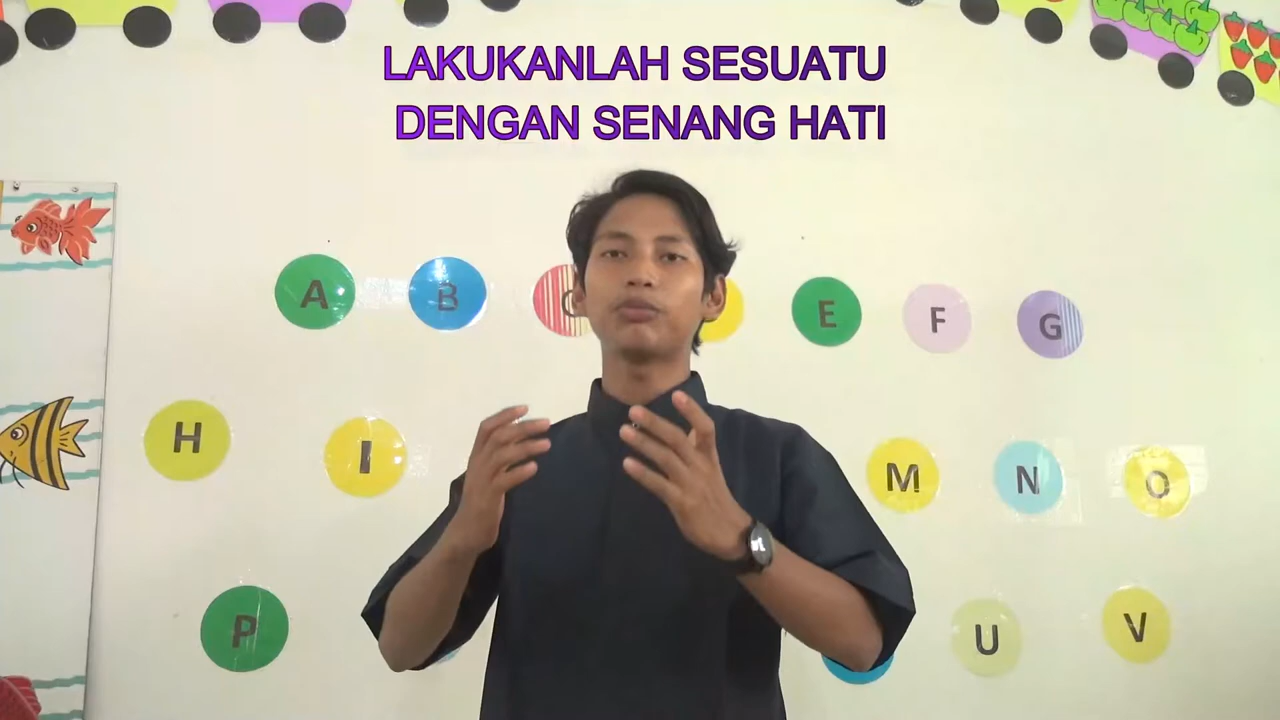 LAKUKANLAH SESUATU
DENGAN SENANG HATI
A B C E F G
H I M N O
P U V